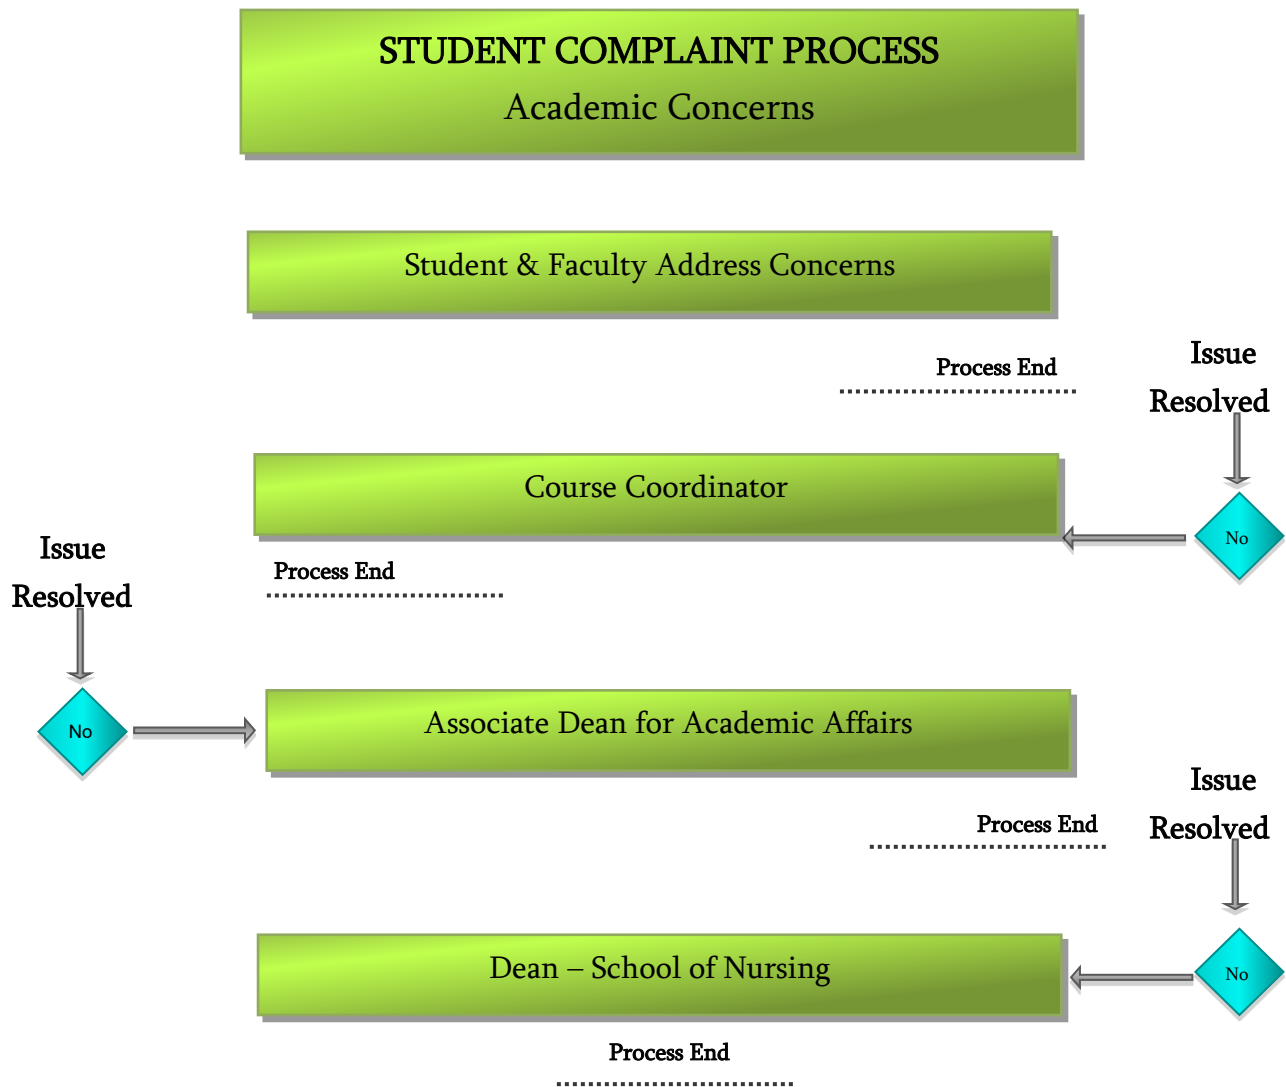 STUDENT COMPLAINT PROCESS
Academic Concerns
Student & Faculty Address Concerns
Process End
Issue
Resolved
Course Coordinator
No
Process End
Issue
Resolved
No
Associate Dean for Academic Affairs
Process End
Issue
Resolved
Dean – School of Nursing
No
Process End